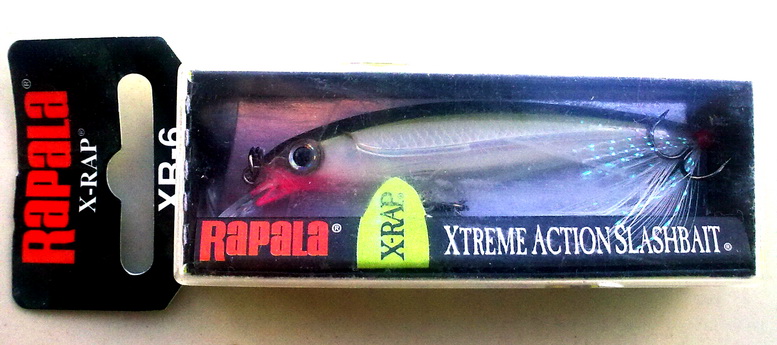 RAPALA®
X-RAP®
XR-6
RAPALA®
X-RAP
XTREME ACTION SLASHBAIT®